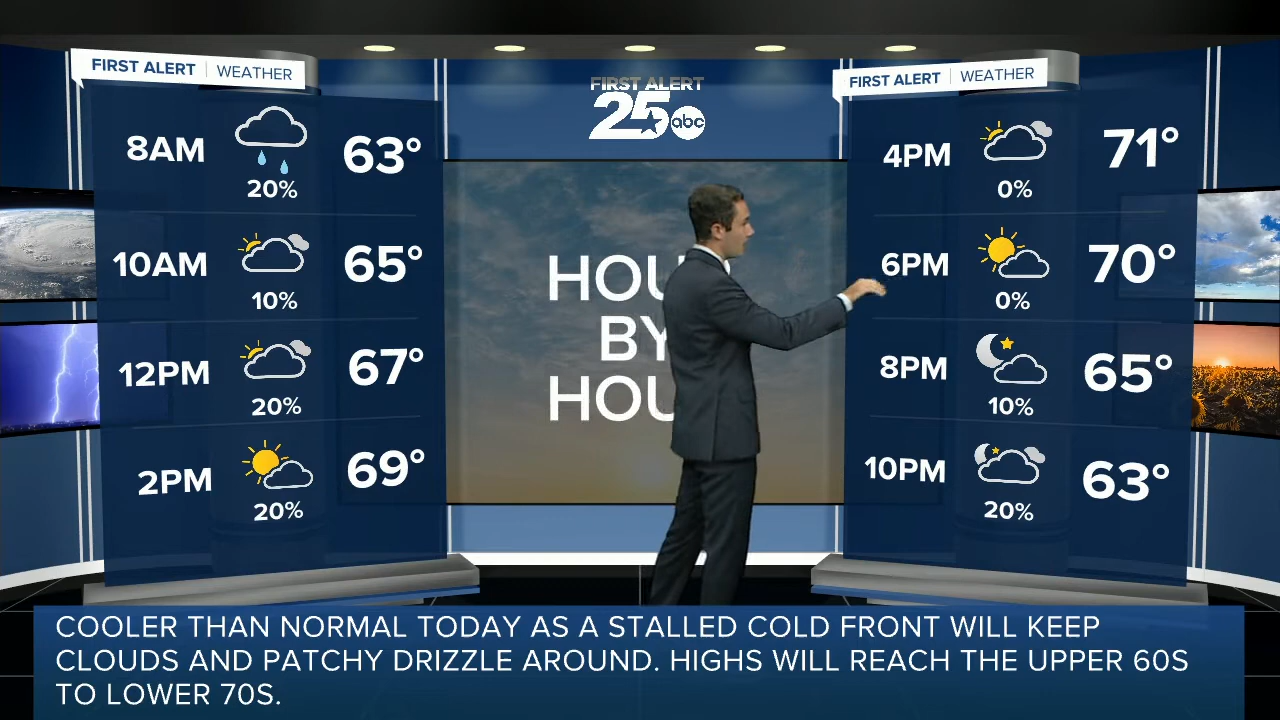 FIRST ALERT | WEATHER
8AM 20% 63°
10AM 10% 65°
12PM 20% 67°
2PM 20% 69°
FIRST ALERT
25 abc
HOU
BY
HOU
FIRST ALERT | WEATHER
4PM 0% 71°
6PM 0% 70°
8PM 10% 65°
10PM 20% 63°
COOLER THAN NORMAL TODAY AS A STALLED COLD FRONT WILL KEEP
CLOUDS AND PATCHY DRIZZLE AROUND. HIGHS WILL REACH THE UPPER 60S
TO LOWER 70S.